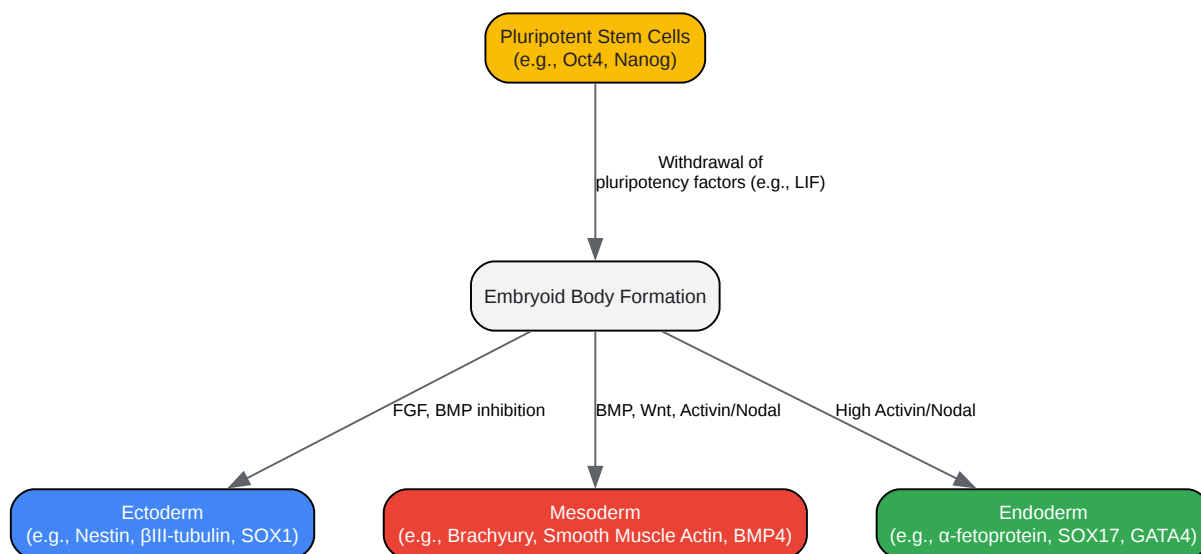 Pluripotent Stem Cells
(e.g., Oct4, Nanog)
Withdrawal of
pluripotency factors (e.g., LIF)
Embryoid Body Formation
FGF, BMP inhibition
BMP, Wnt, Activin/Nodal
High Activin/Nodal
Ectoderm
(e.g., Nestin, βIII-tubulin, SOX1)
Mesoderm
(e.g., Brachyury, Smooth Muscle Actin, BMP4)
Endoderm
(e.g., α-fetoprotein, SOX17, GATA4)